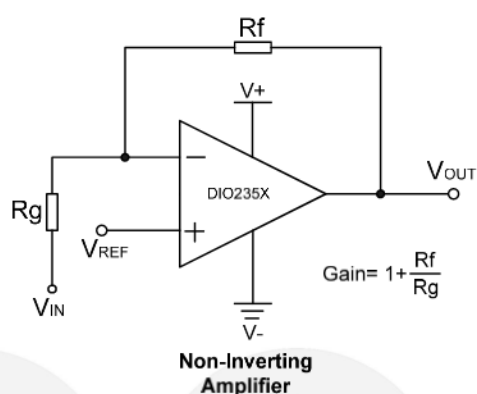 Rf
V+
−
DIO235X
VOUT
Rg
+
VREF
Gain= 1+Rf/Rg
VIN
V-
Non-Inverting
Amplifier